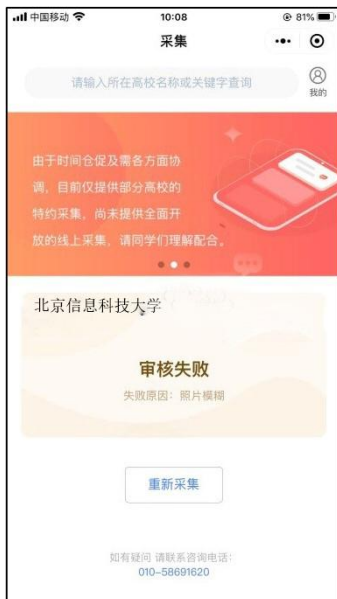 中国移动
10:08
81%
采集
请输入所在高校名称或关键字查询
我的
由于时间仓促及需各方面协
调，目前仅提供部分高校的
特约采集，尚未提供全面开
放的线上采集，请同学们理解配合。
北京信息科技大学
审核失败
失败原因：照片模糊
重新采集
如有疑问 请联系咨询电话：
010-58691620